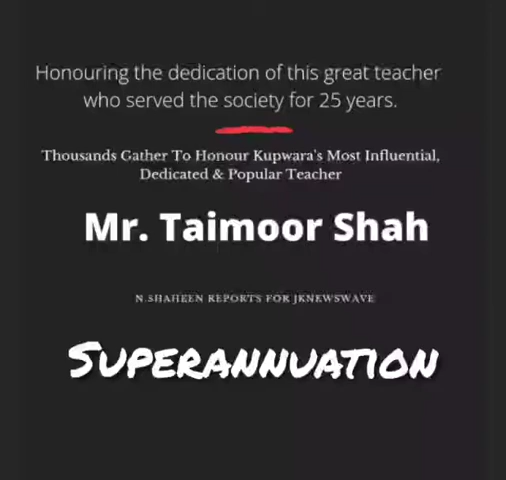 Honouring the dedication of this great teacher
who served the society for 25 years.
Thousands Gather To Honour Kupwara's Most Influential,
Dedicated & Popular Teacher
Mr. Taimoor Shah
N.SHAHEEN REPORTS FOR JKNEWSWAVE
SUPERANNUATION